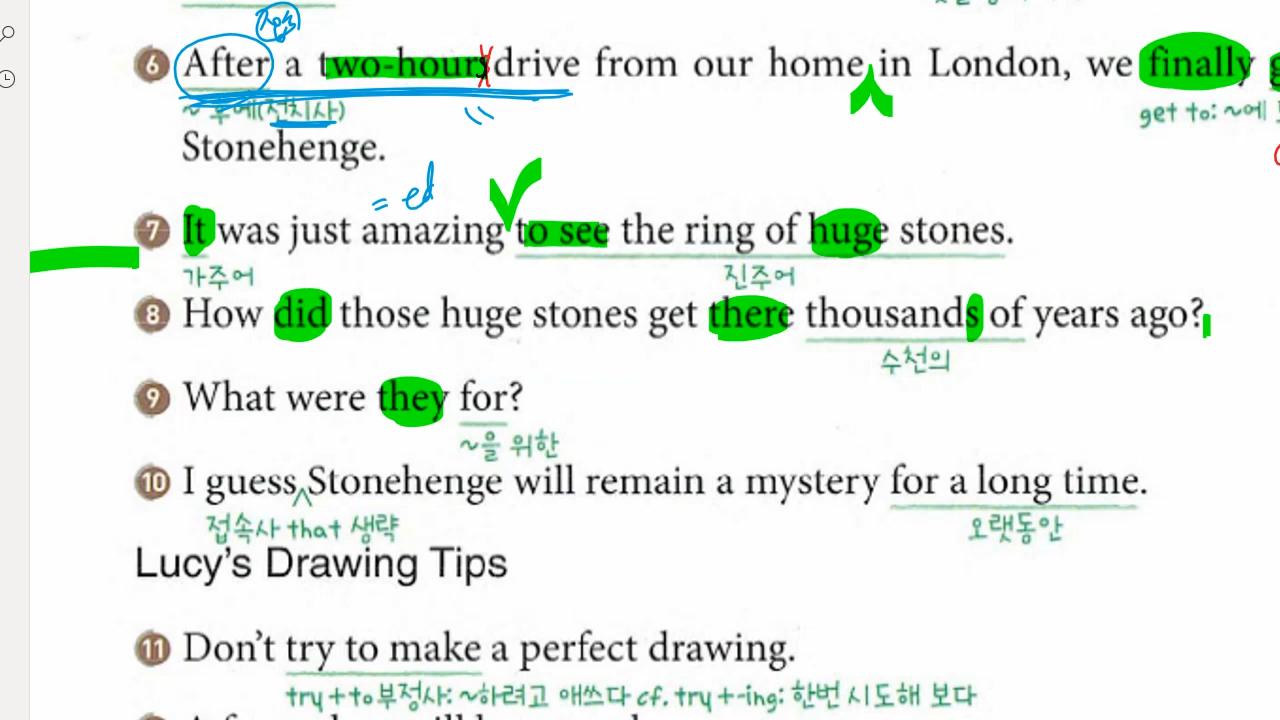 6 After a two-hours drive from our home in London, we finally
~ 후에(전치사)
get to: ~에
Stonehenge.
= ed
7 It was just amazing to see the ring of huge stones.
가주어 진주어
8 How did those huge stones get there thousands of years ago?
수천의
9 What were they for?
~을 위한
10 I guess Stonehenge will remain a mystery for a long time.
접속사 that 생략 오랫동안
Lucy's Drawing Tips
11 Don't try to make a perfect drawing.
try+to부정사: ~하려고 애쓰다 cf. try+-ing: 한번 시도해 보다